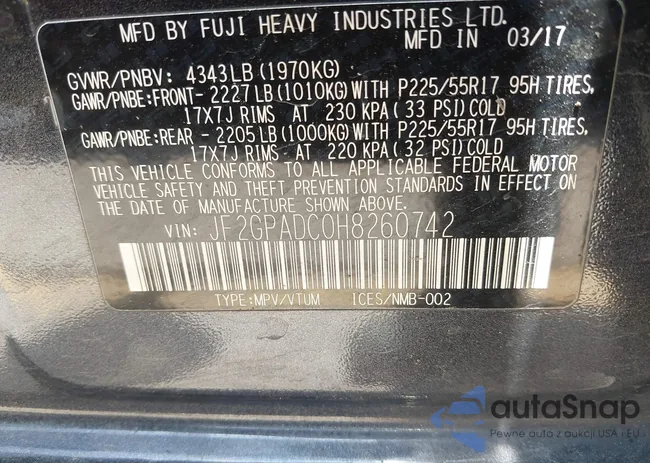 MFD BY FUJI HEAVY INDUSTRIES LTD.
MFD IN 03/17
GVWR/PNBV: 4343LB(1970KG)
GAWR/PNBE:FRONT- 2227LB(1010KG)WITH P225/55R17 95H TIRES,
17X7J RIMS AT 230 KPA( 33 PSI)COLD
GAWR/PNBE:REAR - 2205LB(1000KG)WITH P225/55R17 95H TIRES,
17X7J RIMS AT 220 KPA( 32 PSI)COLD
THIS VEHICLE CONFORMS TO ALL APPLICABLE FEDERAL MOTOR
VEHICLE SAFETY AND THEFT PREVENTION STANDARDS IN EFFECT ON
THE DATE OF MANUFACTURE SHOWN ABOVE.
VIN: JF2GPADC0H8260742
TYPE:MPV/VTUM ICES/NMB-002
autaSnap
Pewne auto z aukcji USA i EU